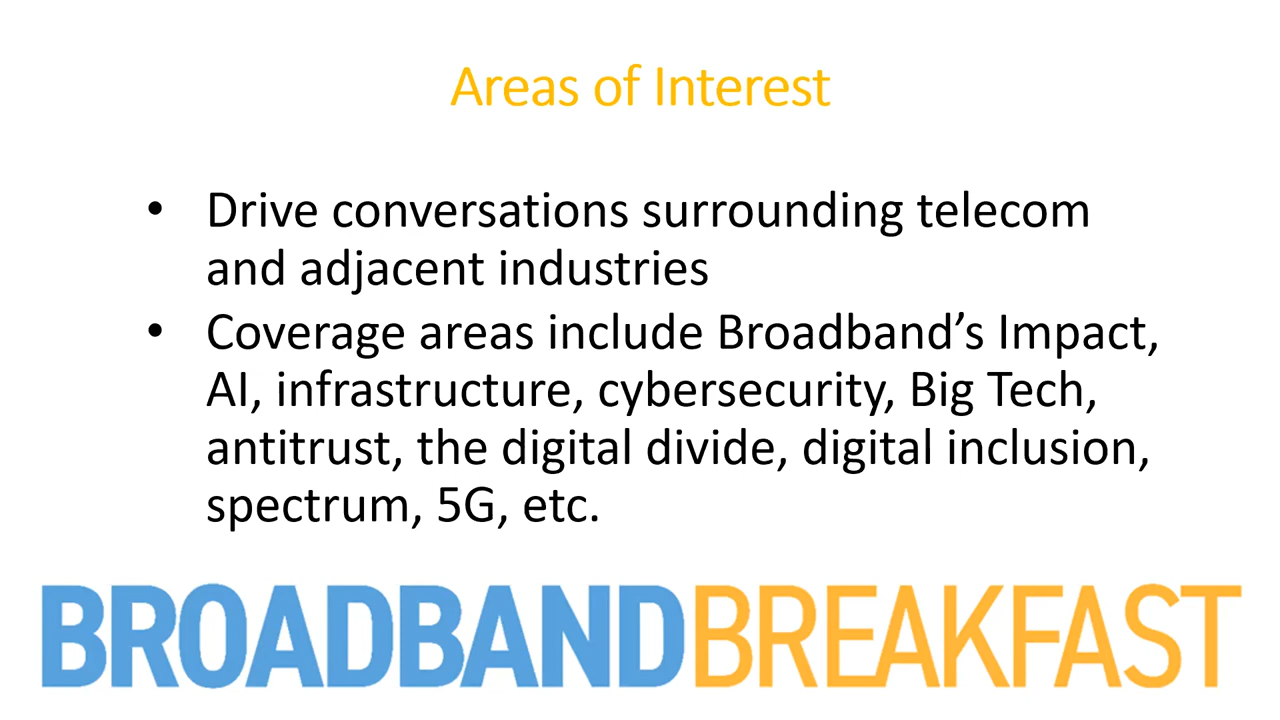 Areas of Interest
• Drive conversations surrounding telecom
and adjacent industries
• Coverage areas include Broadband’s Impact,
AI, infrastructure, cybersecurity, Big Tech,
antitrust, the digital divide, digital inclusion,
spectrum, 5G, etc.
BROADBANDBREAKFAST